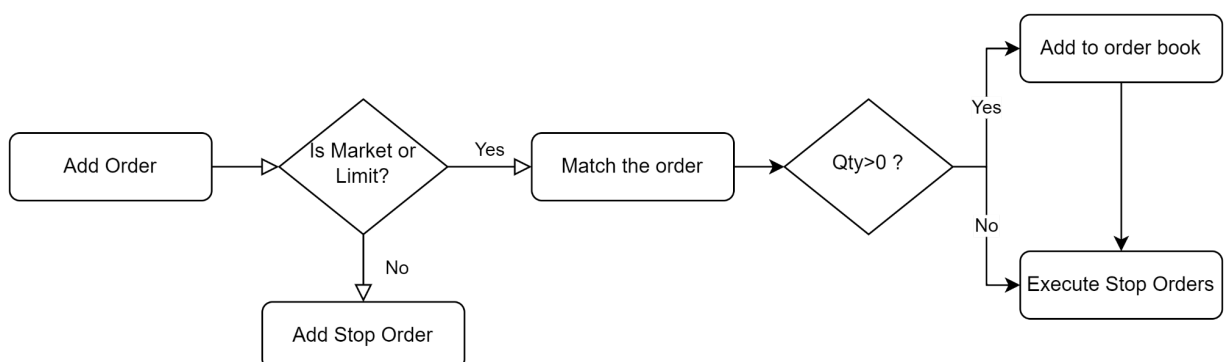 Add Order
Is Market or
Limit?
Yes
Match the order
Qty>0 ?
Yes
Add to order book
No
Execute Stop Orders
No
Add Stop Order